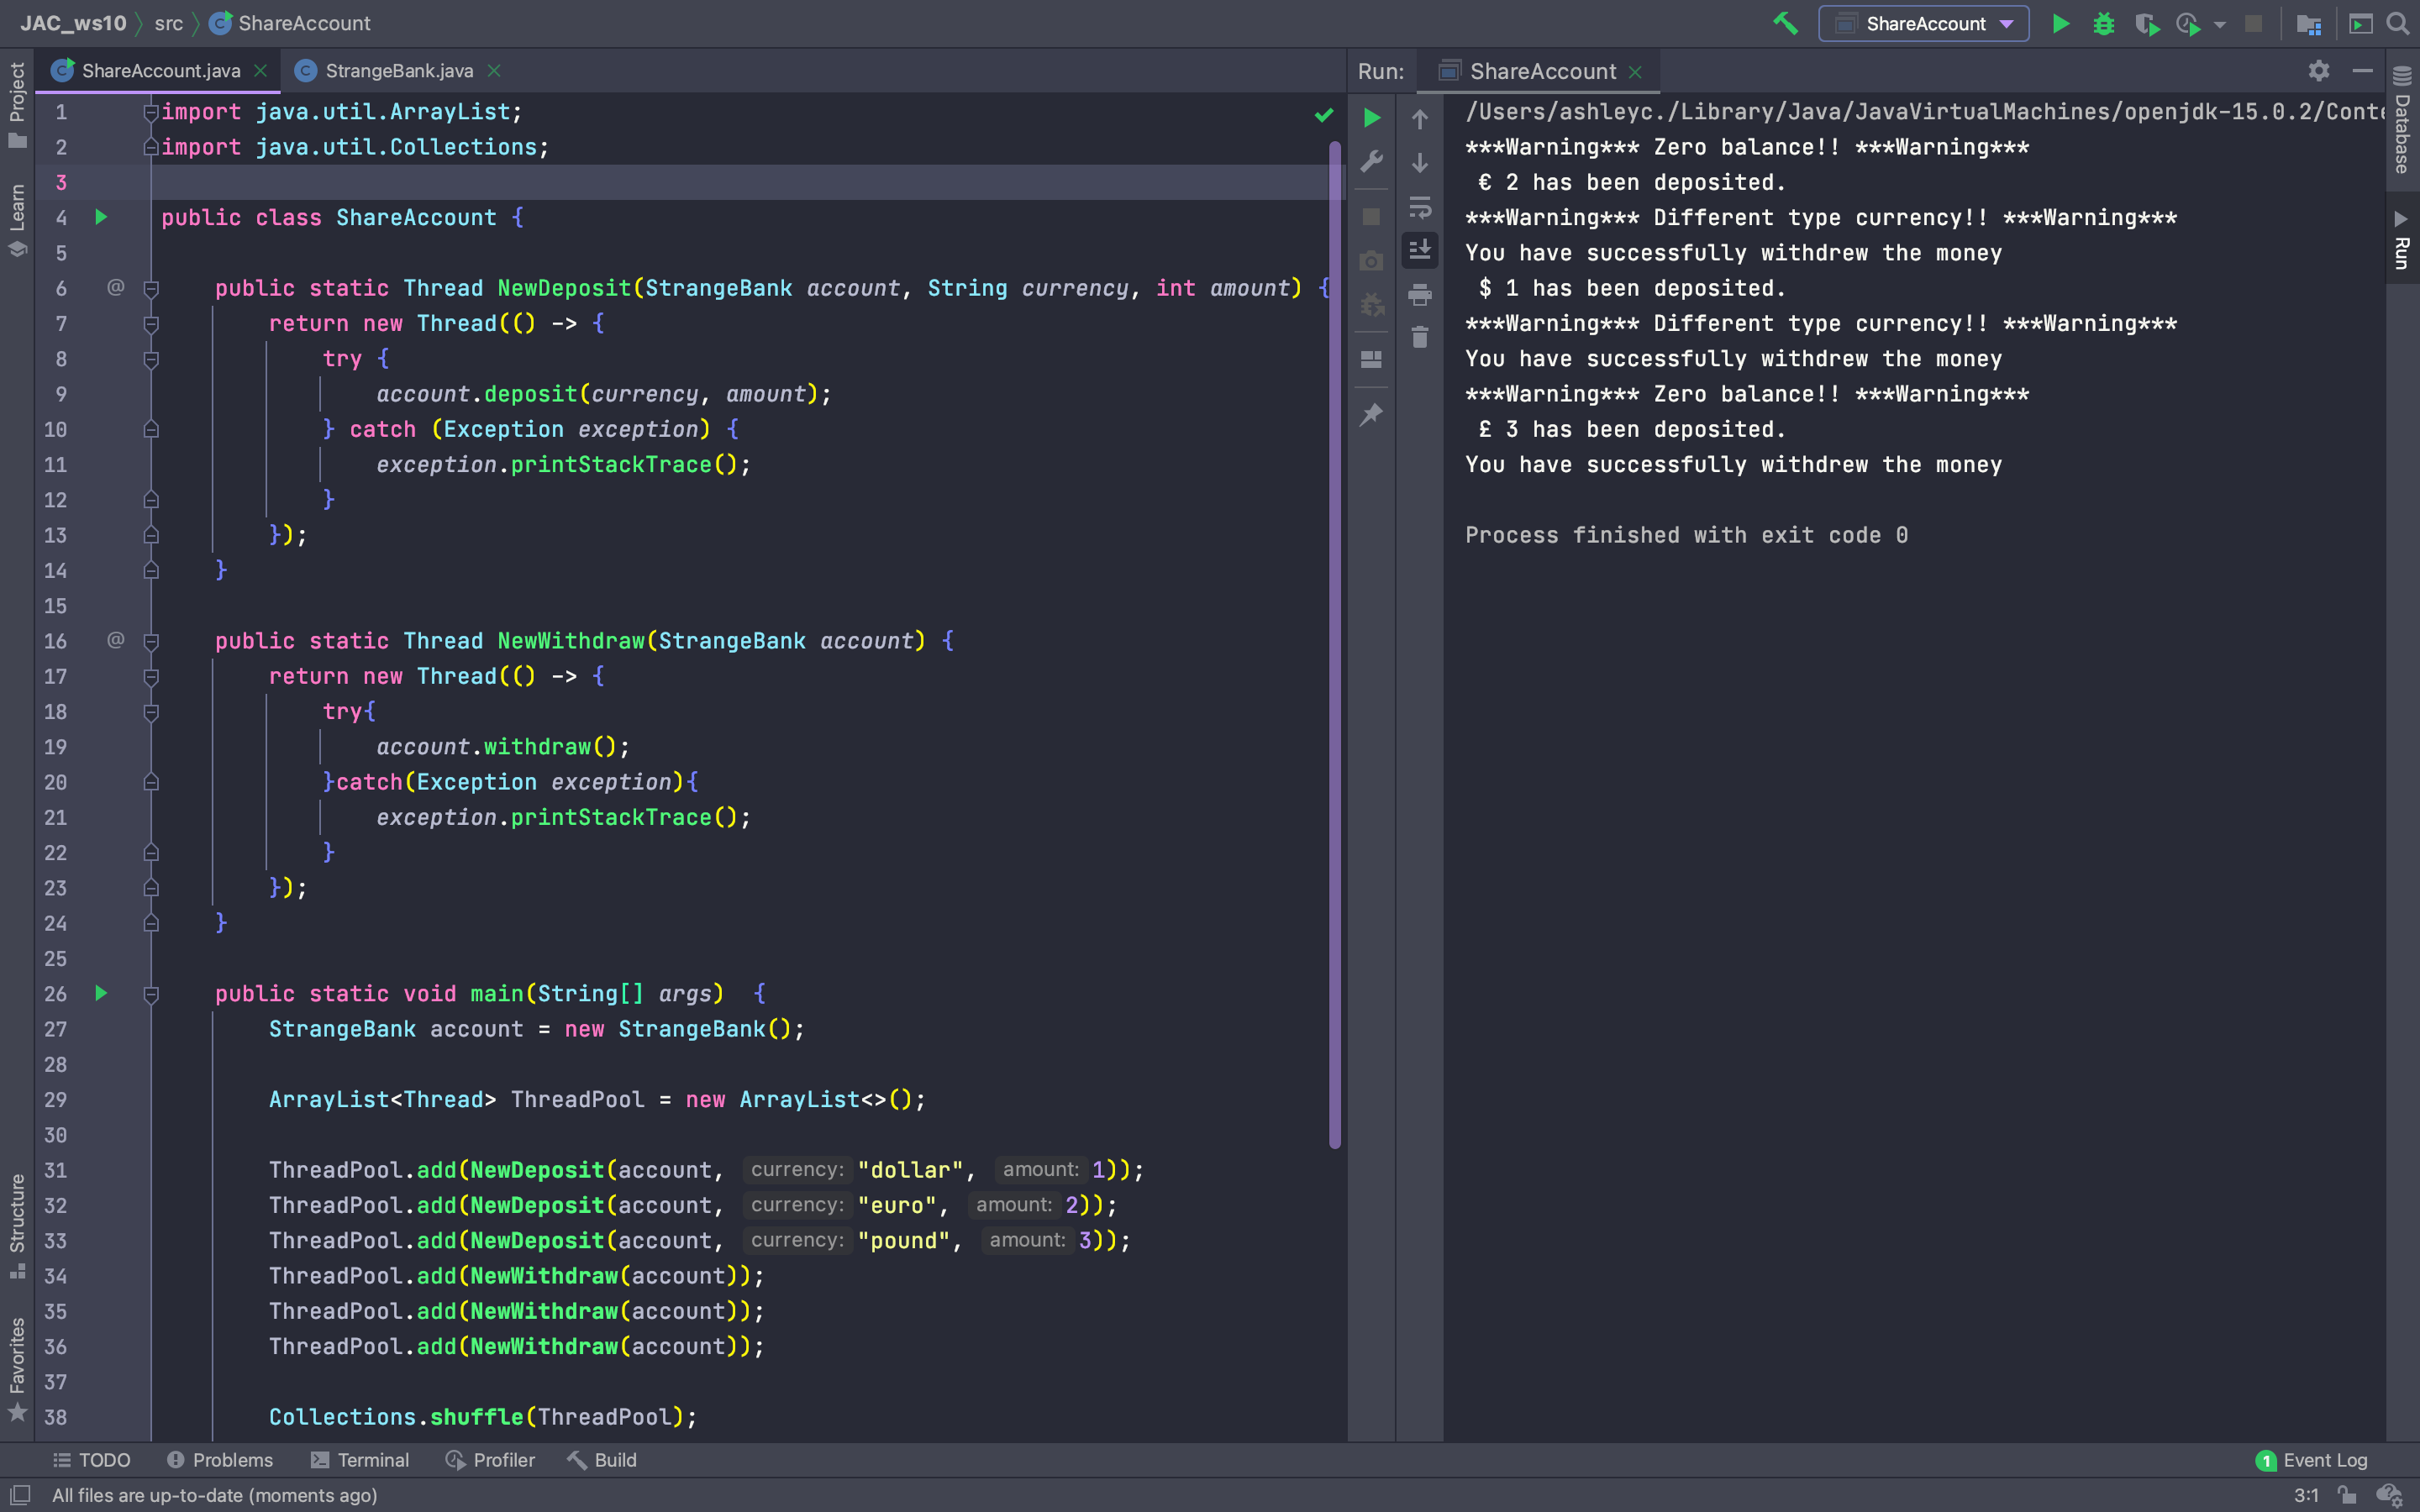 JAC_ws10 src ShareAccount
ShareAccount
ShareAccount.java StrangeBank.java
Run: ShareAccount
Project
Learn
Structure
Favorites
1 import java.util.ArrayList;
2 import java.util.Collections;
3
4 public class ShareAccount {
5
6 @ public static Thread NewDeposit(StrangeBank account, String currency, int amount) {
7 return new Thread(() -> {
8 try {
9 account.deposit(currency, amount);
10 } catch (Exception exception) {
11 exception.printStackTrace();
12 }
13 });
14 }
15
16 @ public static Thread NewWithdraw(StrangeBank account) {
17 return new Thread(() -> {
18 try{
19 account.withdraw();
20 }catch(Exception exception){
21 exception.printStackTrace();
22 }
23 });
24 }
25
26 public static void main(String[] args)  {
27 StrangeBank account = new StrangeBank();
28
29 ArrayList<Thread> ThreadPool = new ArrayList<>();
30
31 ThreadPool.add(NewDeposit(account, currency: "dollar", amount: 1));
32 ThreadPool.add(NewDeposit(account, currency: "euro", amount: 2));
33 ThreadPool.add(NewDeposit(account, currency: "pound", amount: 3));
34 ThreadPool.add(NewWithdraw(account));
35 ThreadPool.add(NewWithdraw(account));
36 ThreadPool.add(NewWithdraw(account));
37
38 Collections.shuffle(ThreadPool);
/Users/ashleyc./Library/Java/JavaVirtualMachines/openjdk-15.0.2/Conte
***Warning*** Zero balance!! ***Warning***
€ 2 has been deposited.
***Warning*** Different type currency!! ***Warning***
You have successfully withdrew the money
$ 1 has been deposited.
***Warning*** Different type currency!! ***Warning***
You have successfully withdrew the money
***Warning*** Zero balance!! ***Warning***
£ 3 has been deposited.
You have successfully withdrew the money
Process finished with exit code 0
Database
Run
TODO Problems Terminal Profiler Build
1 Event Log
All files are up-to-date (moments ago)
3:1